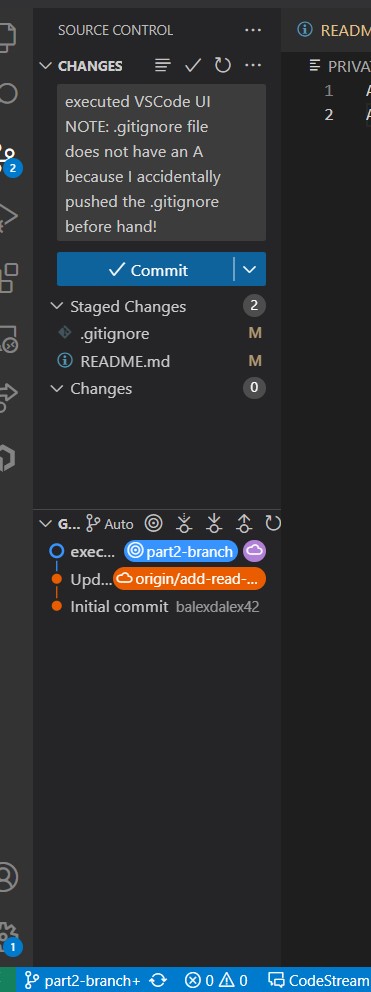 SOURCE CONTROL
README
CHANGES
PRIVA
executed VSCode UI
NOTE: .gitignore file
does not have an A
because I accidentally
pushed the .gitignore
before hand!
1
2
2
Commit
Staged Changes 2
.gitignore M
README.md M
Changes 0
G... Auto
exec... part2-branch
Upd... origin/add-read-...
Initial commit balexdalex42
1
part2-branch+ 0 0 CodeStream